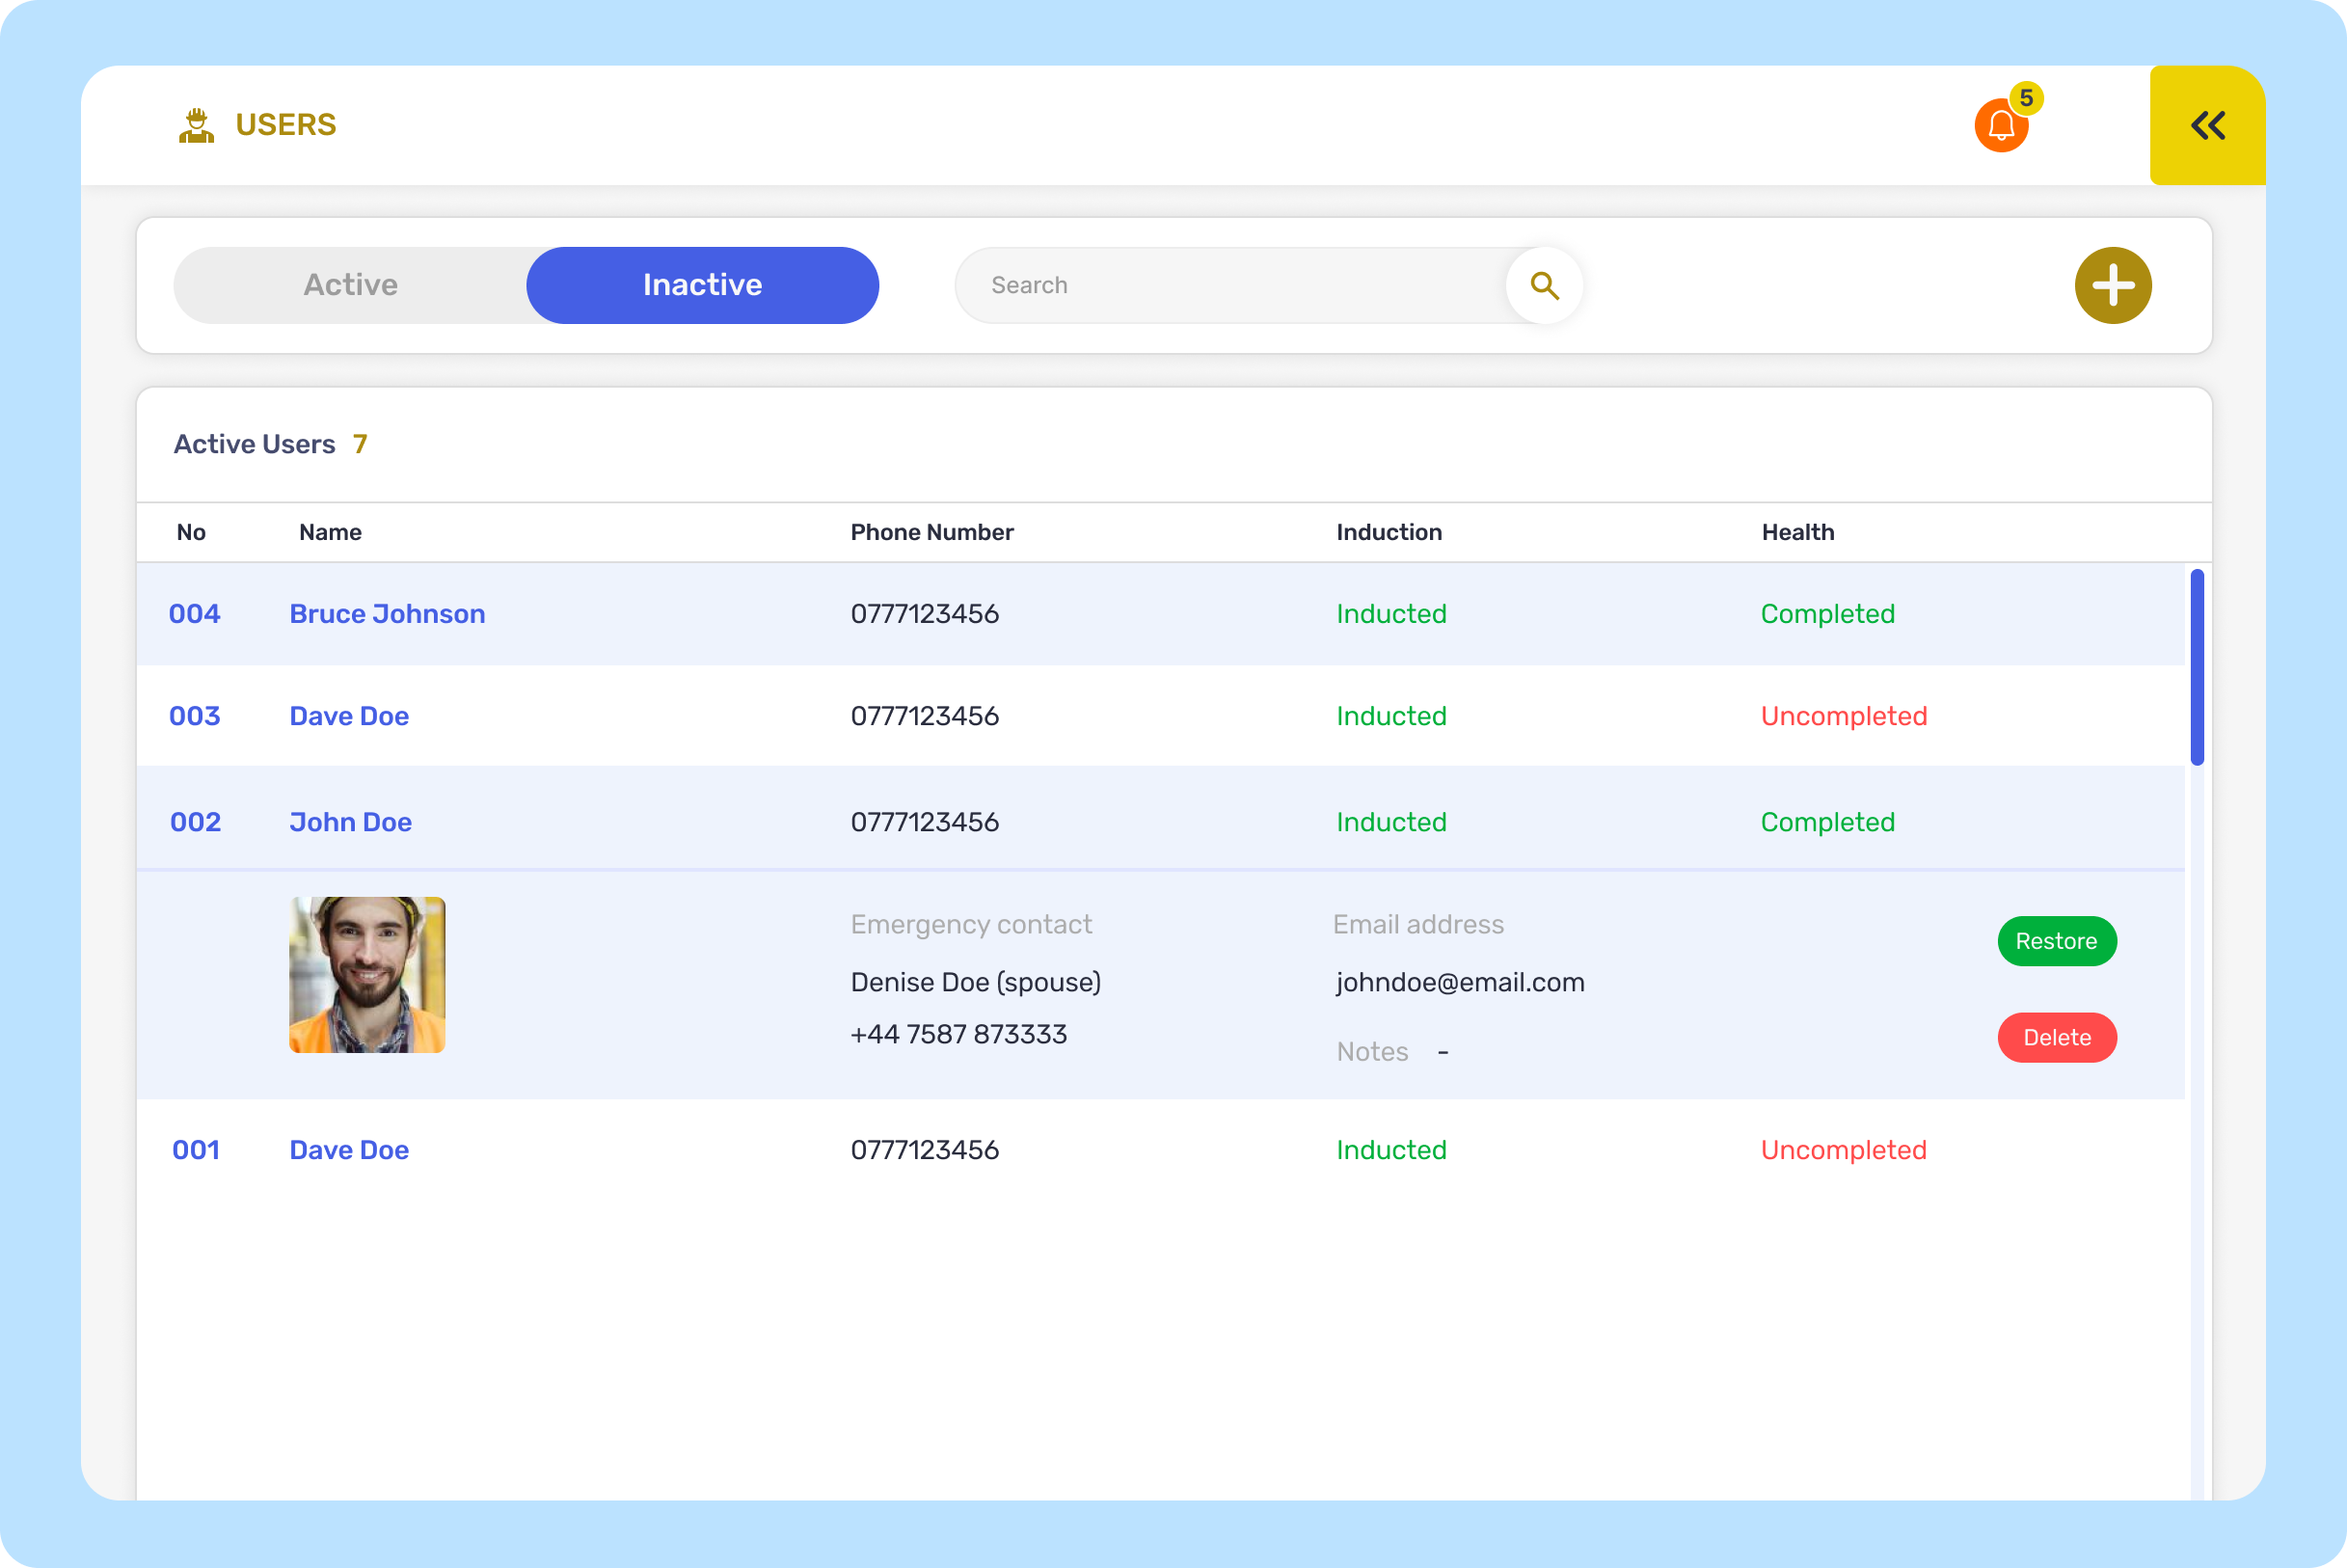 USERS
5
Active
Inactive
Search
Active Users 7
No Name Phone Number Induction Health
004 Bruce Johnson 0777123456 Inducted Completed
003 Dave Doe 0777123456 Inducted Uncompleted
002 John Doe 0777123456 Inducted Completed
Emergency contact Email address
Restore
Denise Doe (spouse) johndoe@email.com
+44 7587 873333
Notes -
Delete
001 Dave Doe 0777123456 Inducted Uncompleted